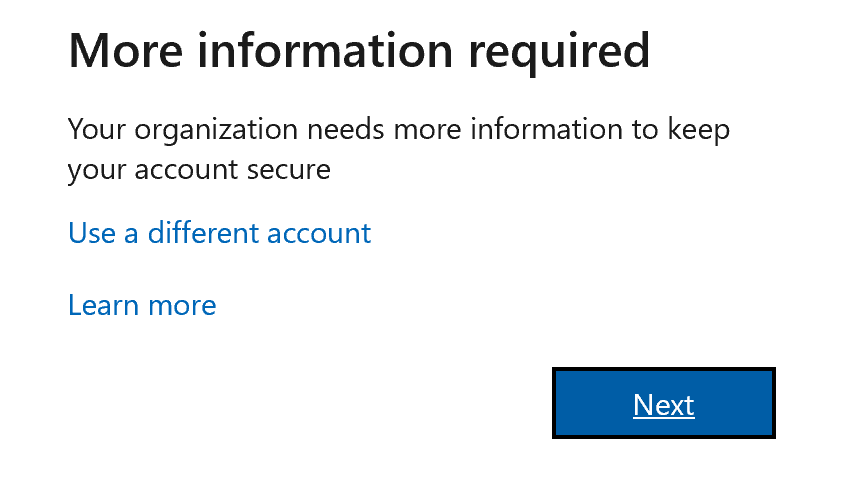 More information required
Your organization needs more information to keep
your account secure
Use a different account
Learn more
Next